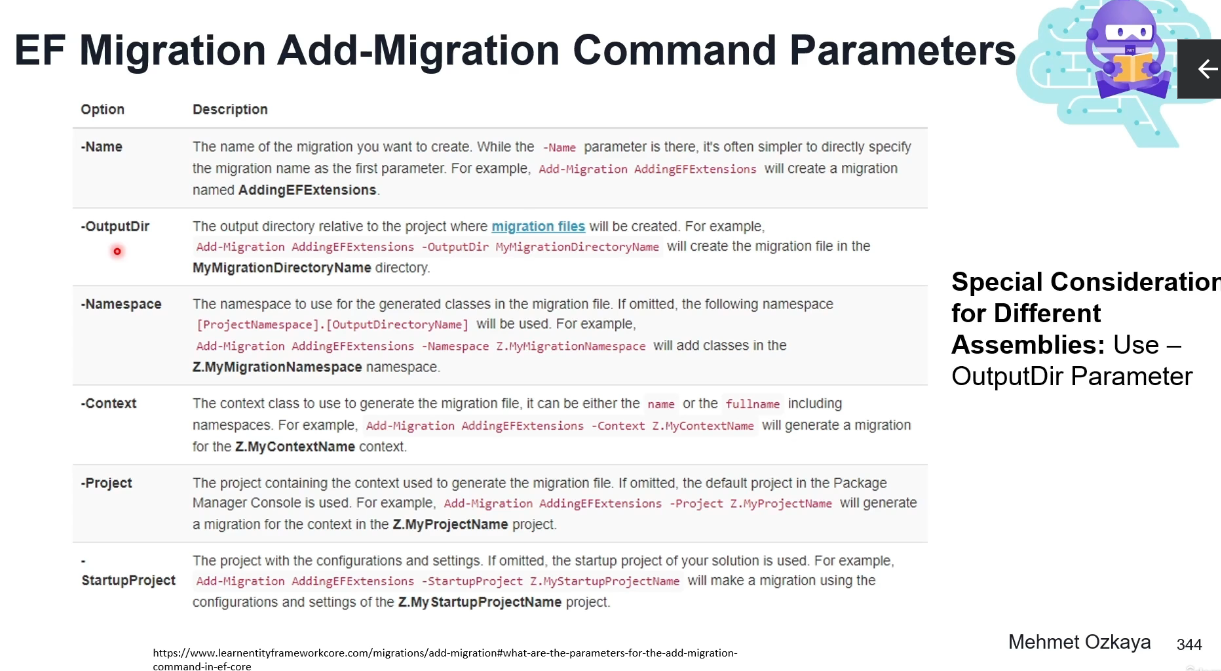 EF Migration Add-Migration Command Parameters
Option Description
-Name The name of the migration you want to create. While the -Name parameter is there, it's often simpler to directly specify
the migration name as the first parameter. For example, Add-Migration AddingEFExtensions will create a migration
named AddingEFExtensions.
-OutputDir The output directory relative to the project where migration files will be created. For example,
Add-Migration AddingEFExtensions -OutputDir MyMigrationDirectoryName will create the migration file in the
MyMigrationDirectoryName directory.
-Namespace The namespace to use for the generated classes in the migration file. If omitted, the following namespace
[ProjectNamespace].[OutputDirectoryName] will be used. For example,
Add-Migration AddingEFExtensions -Namespace Z.MyMigrationNamespace will add classes in the
Z.MyMigrationNamespace namespace.
-Context The context class to use to generate the migration file, it can be either the name or the fullname including
namespaces. For example, Add-Migration AddingEFExtensions -Context Z.MyContextName will generate a migration
for the Z.MyContextName context.
-Project The project containing the context used to generate the migration file. If omitted, the default project in the Package
Manager Console is used. For example, Add-Migration AddingEFExtensions -Project Z.MyProjectName will generate
a migration for the context in the Z.MyProjectName project.
- The project with the configurations and settings. If omitted, the startup project of your solution is used. For example,
StartupProject Add-Migration AddingEFExtensions -StartupProject Z.MyStartupProjectName will make a migration using the
configurations and settings of the Z.MyStartupProjectName project.
Special Consideration
for Different
Assemblies: Use –
OutputDir Parameter
https://www.learnentityframeworkcore.com/migrations/add-migration#what-are-the-parameters-for-the-add-migration-
command-in-ef-core
Mehmet Ozkaya 344